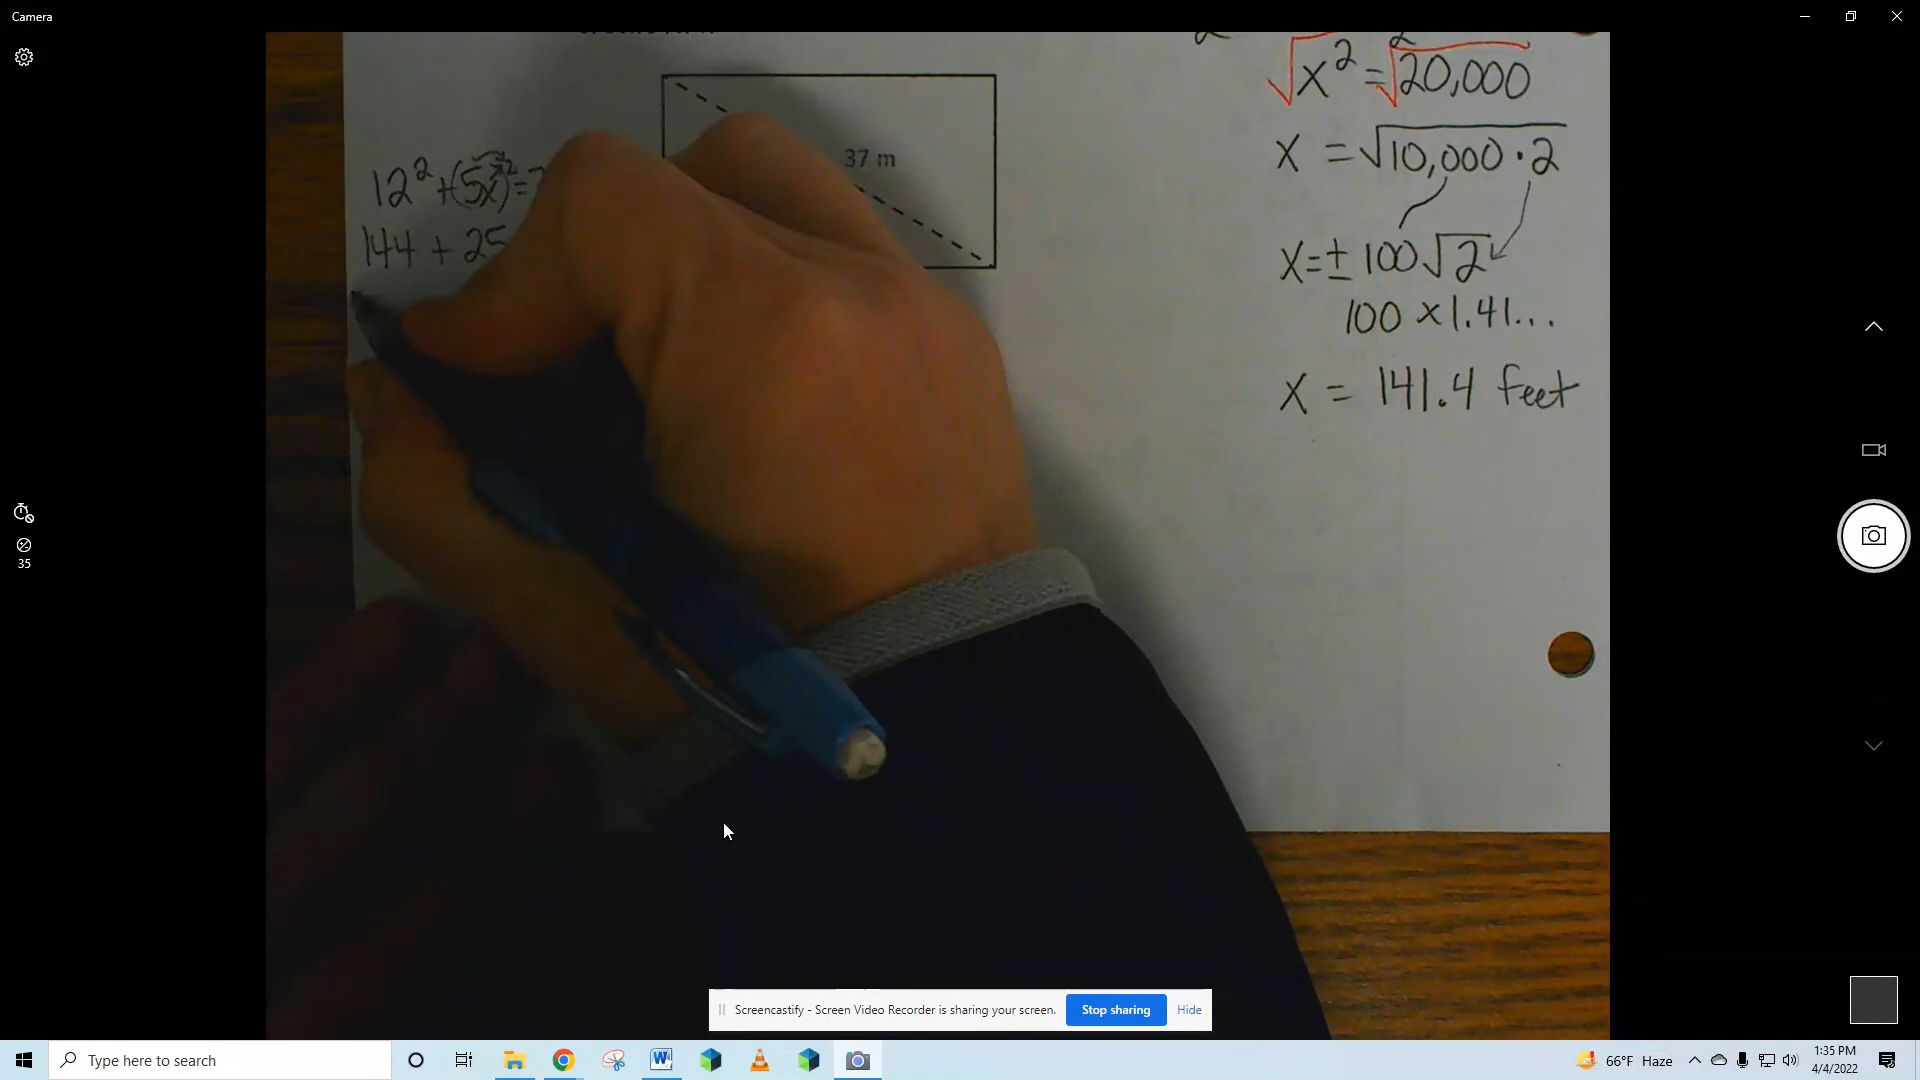 Camera
35
12² + (5x)² =
144 + 25
37 m
√x² = √20,000
x = √10,000 · 2
x = ± 100√2
100 × 1.41...
x = 141.4 feet
Screencastify - Screen Video Recorder is sharing your screen.
Stop sharing
Hide
Type here to search
66°F Haze
1:35 PM
4/4/2022